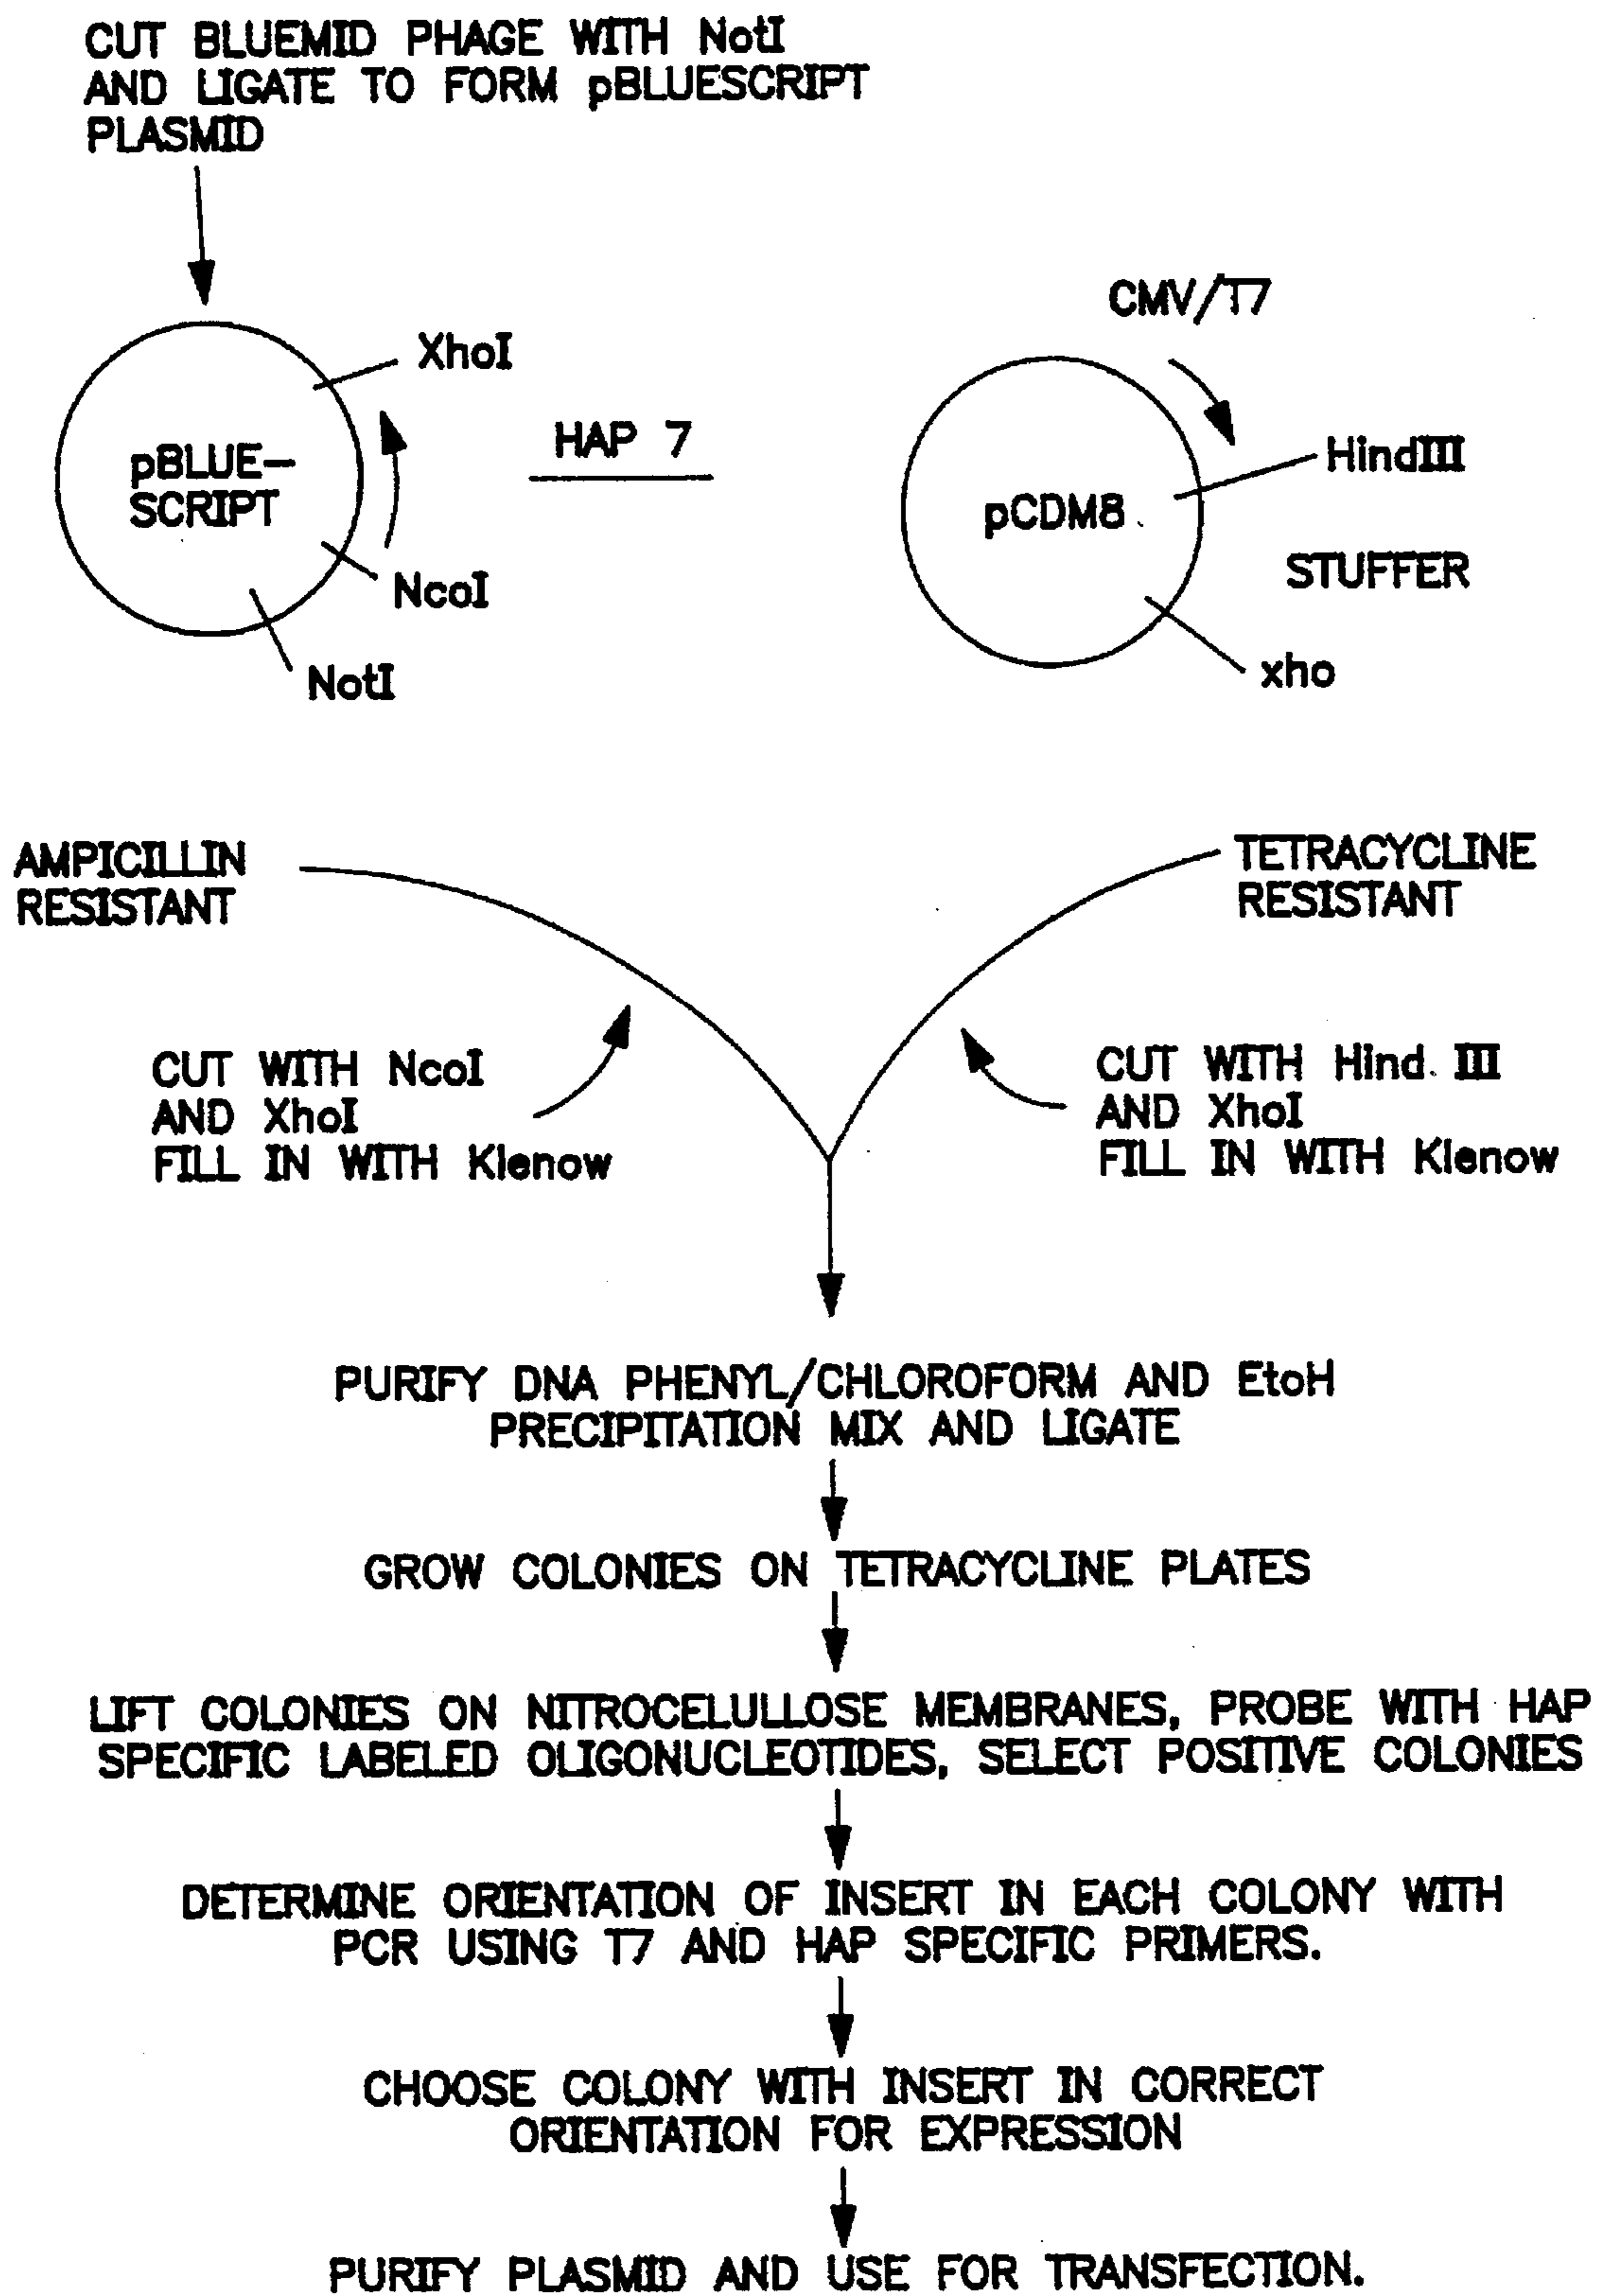 CUT BLUEMID PHAGE WITH NotI
AND LIGATE TO FORM pBLUESCRIPT
PLASMID
XhoI
pBLUE-
SCRIPT
NcoI
NotI
HAP 7
CMV/T7
HindIII
pCDM8
STUFFER
xho
AMPICILLIN
RESISTANT
TETRACYCLINE
RESISTANT
CUT WITH NcoI
AND XhoI
FILL IN WITH Klenow
CUT WITH Hind III
AND XhoI
FILL IN WITH Klenow
PURIFY DNA PHENYL/CHLOROFORM AND EtoH
PRECIPITATION MIX AND LIGATE
GROW COLONIES ON TETRACYCLINE PLATES
LIFT COLONIES ON NITROCELULLOSE MEMBRANES, PROBE WITH HAP
SPECIFIC LABELED OLIGONUCLEOTIDES, SELECT POSITIVE COLONIES
DETERMINE ORIENTATION OF INSERT IN EACH COLONY WITH
PCR USING T7 AND HAP SPECIFIC PRIMERS.
CHOOSE COLONY WITH INSERT IN CORRECT
ORIENTATION FOR EXPRESSION
PURIFY PLASMID AND USE FOR TRANSFECTION.